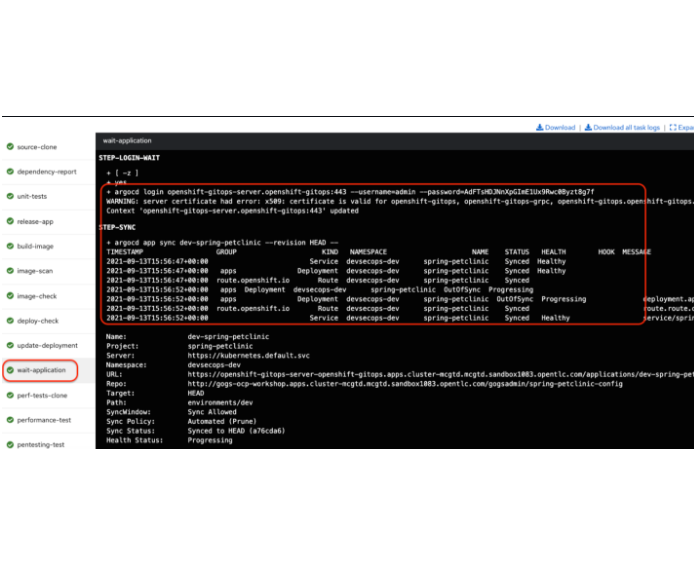 Download | Download all task logs | Expa
source-clone
dependency-report
unit-tests
release-app
build-image
image-scan
image-check
deploy-check
update-deployment
wait-application
perf-tests-clone
performance-test
pentesting-test
wait-application
STEP-LOGIN-WAIT
+ [ -z ]
+ yes
+ argocd login openshift-gitops-server.openshift-gitops:443 --username=admin
WARNING: server certificate had error: x509: certificate is valid for openshift-gitops, openshift-gitops-grpc, openshift-gitops.openshift-gitops.
Context 'openshift-gitops-server.openshift-gitops:443' updated
STEP-SYNC
+ argocd app sync dev-spring-petclinic --revision HEAD --
TIMESTAMP GROUP KIND NAMESPACE NAME STATUS HEALTH HOOK MESSAGE
2021-09-13T15:56:47+00:00 Service devsecops-dev spring-petclinic Synced Healthy
2021-09-13T15:56:47+00:00 apps Deployment devsecops-dev spring-petclinic Synced Healthy
2021-09-13T15:56:47+00:00 route.openshift.io Route devsecops-dev spring-petclinic Synced
2021-09-13T15:56:52+00:00 apps Deployment devsecops-dev spring-petclinic OutOfSync Progressing
2021-09-13T15:56:52+00:00 apps Deployment devsecops-dev spring-petclinic OutOfSync Progressing deployment.ap
2021-09-13T15:56:52+00:00 route.openshift.io Route devsecops-dev spring-petclinic Synced route.route.o
2021-09-13T15:56:52+00:00 Service devsecops-dev spring-petclinic Synced Healthy service/sprin
Name: dev-spring-petclinic
Project: spring-petclinic
Server: https://kubernetes.default.svc
Namespace: devsecops-dev
URL: https://openshift-gitops-server-openshift-gitops.apps.cluster-mcgtd.mcgtd.sandbox1083.opentlc.com/applications/dev-spring-pet
Repo: http://gogs-ocp-workshop.apps.cluster-mcgtd.mcgtd.sandbox1083.opentlc.com/gogsadmin/spring-petclinic-config
Target: HEAD
Path: environments/dev
SyncWindow: Sync Allowed
Sync Policy: Automated (Prune)
Sync Status: Synced to HEAD (a76cda6)
Health Status: Progressing